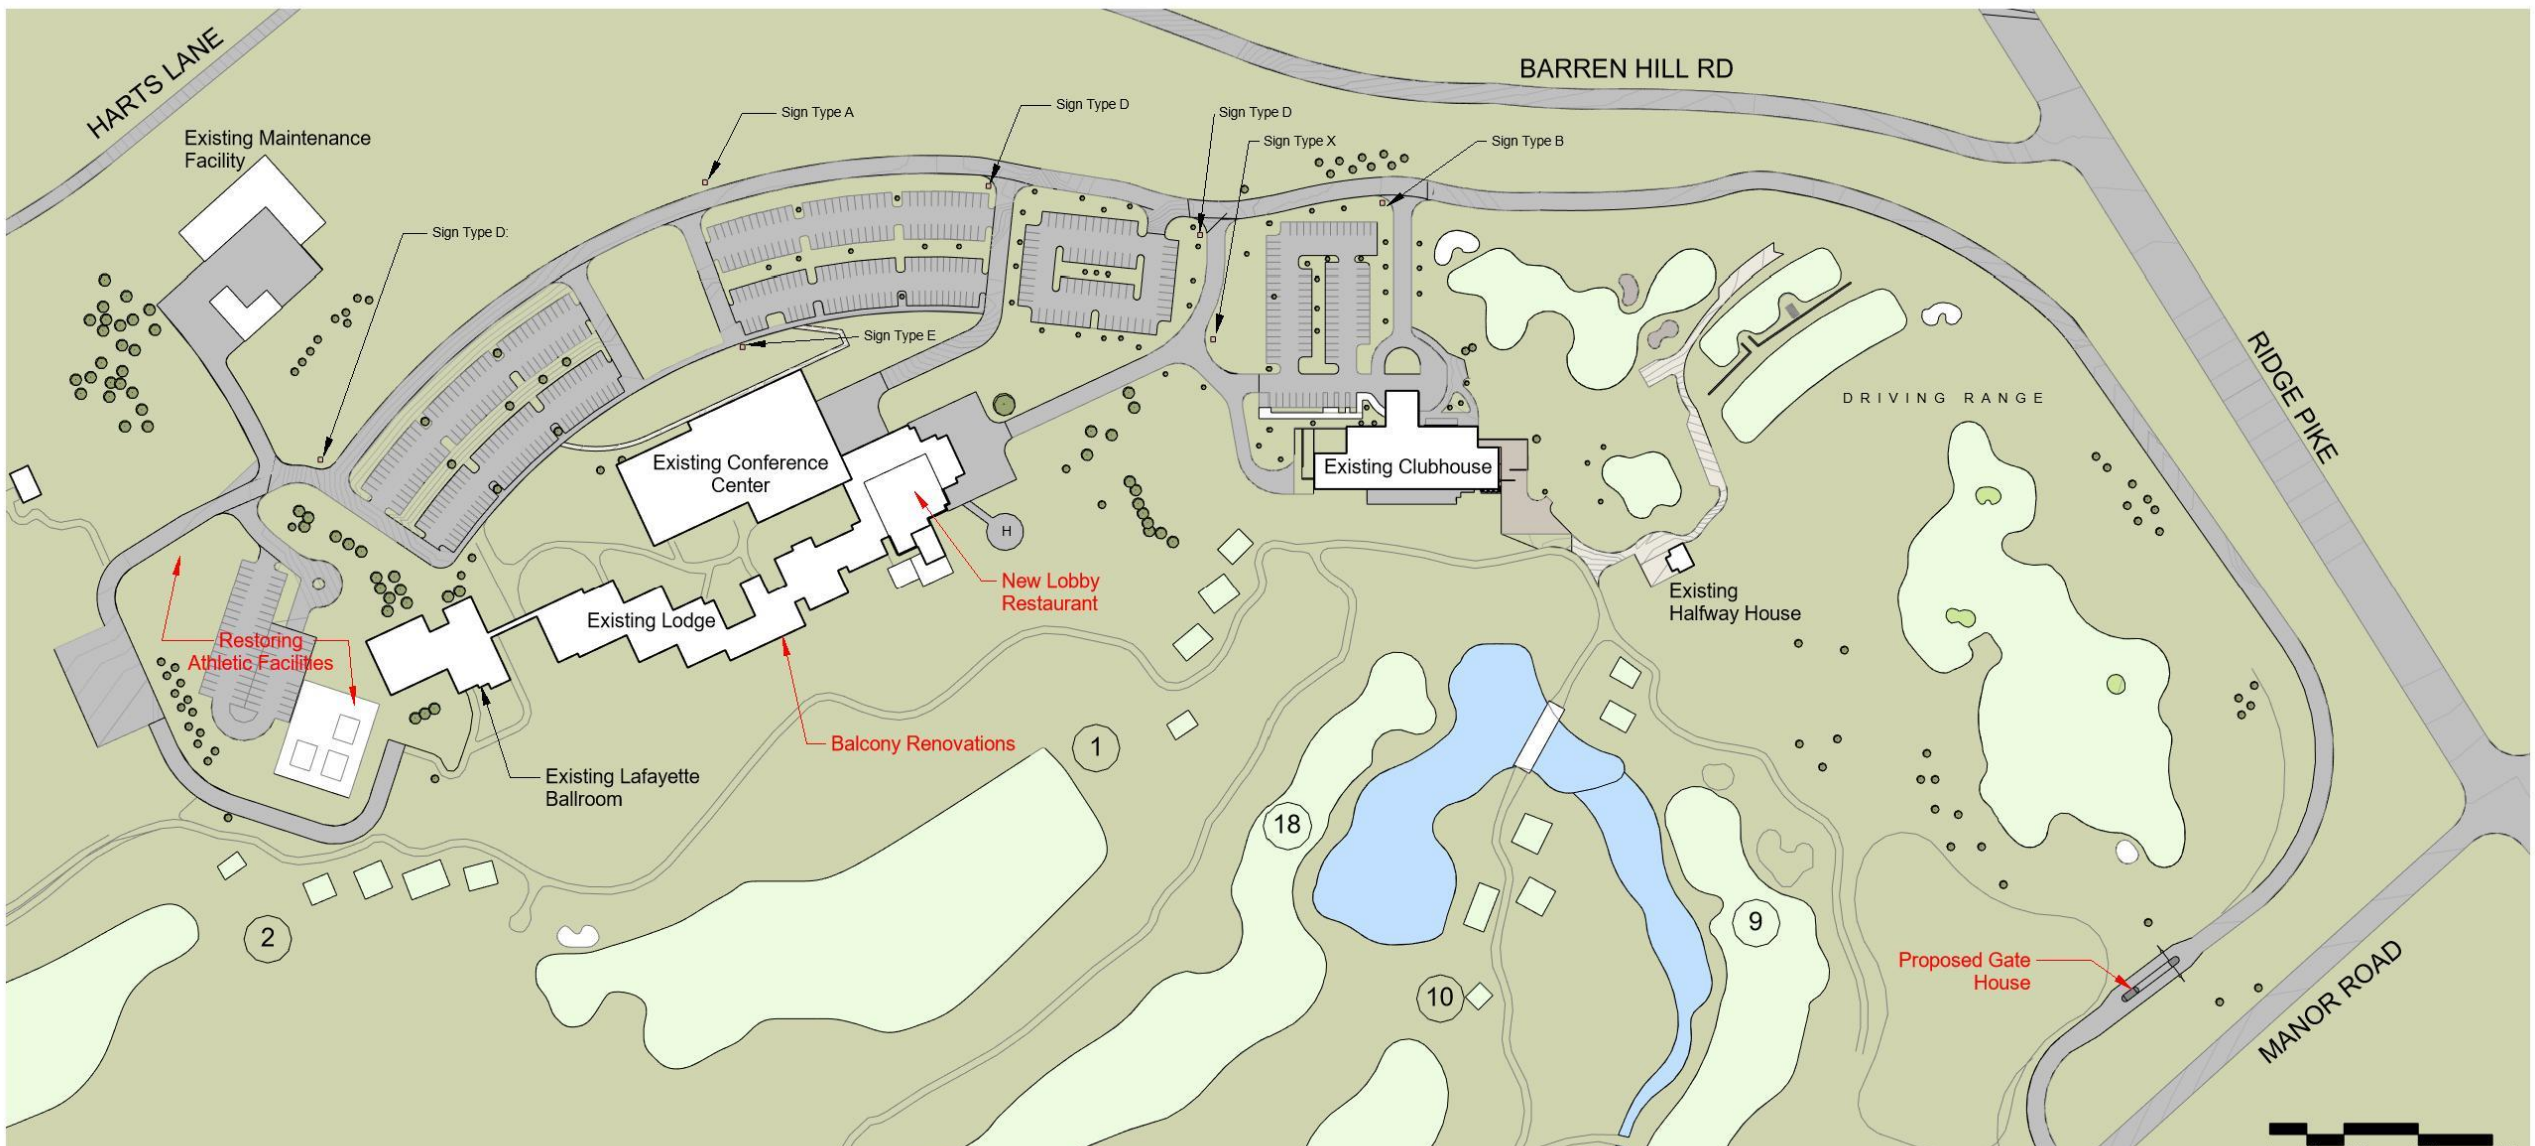 HARTS LANE
BARREN HILL RD
Sign Type A
Sign Type D
Sign Type D
Sign Type X
Sign Type B
Existing Maintenance
Facility
Sign Type D:
Sign Type E
RIDGE PIKE
DRIVING RANGE
Existing Conference
Center
Existing Clubhouse
H
New Lobby
Restaurant
Existing
Halfway House
Existing Lodge
Restoring
Athletic Facilities
Balcony Renovations
1
Existing Lafayette
Ballroom
18
2
9
10
Proposed Gate
House
MANOR ROAD